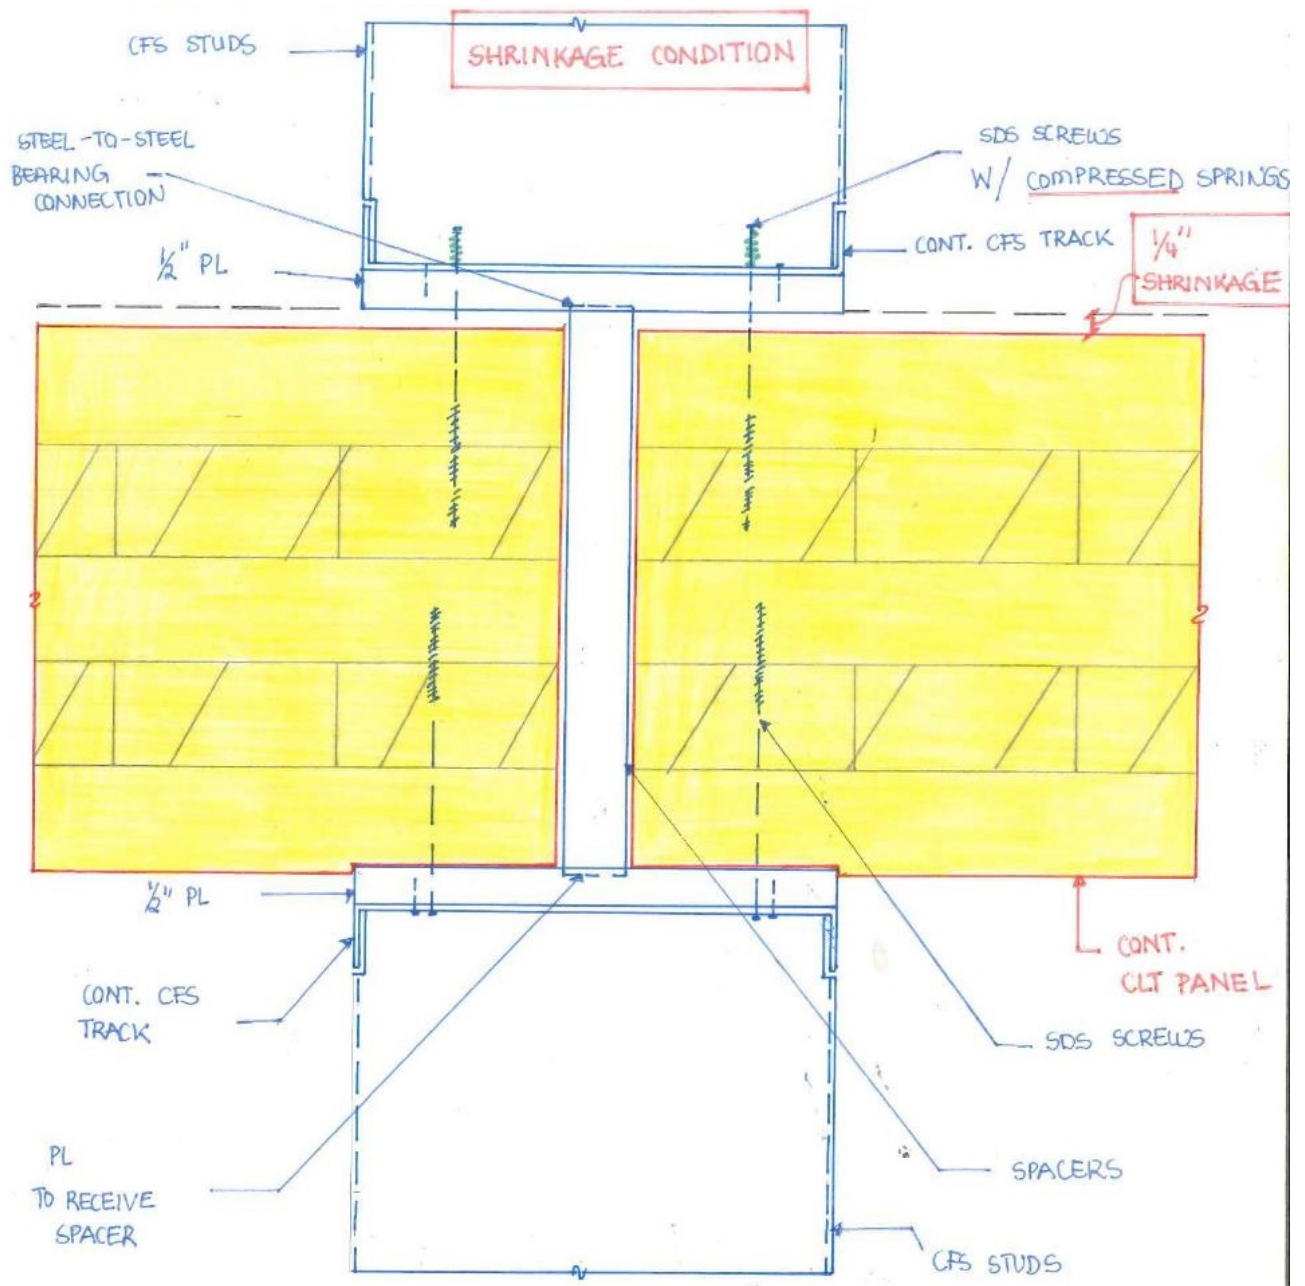 CFS STUDS
SHRINKAGE CONDITION
STEEL-TO-STEEL
BEARING
CONNECTION
SDS SCREWS
W/ COMPRESSED SPRINGS
1/2" PL
CONT. CFS TRACK
1/4"
SHRINKAGE
1/2" PL
CONT. CFS
TRACK
CONT.
CLT PANEL
SDS SCREWS
PL
TO RECEIVE
SPACER
SPACERS
CFS STUDS